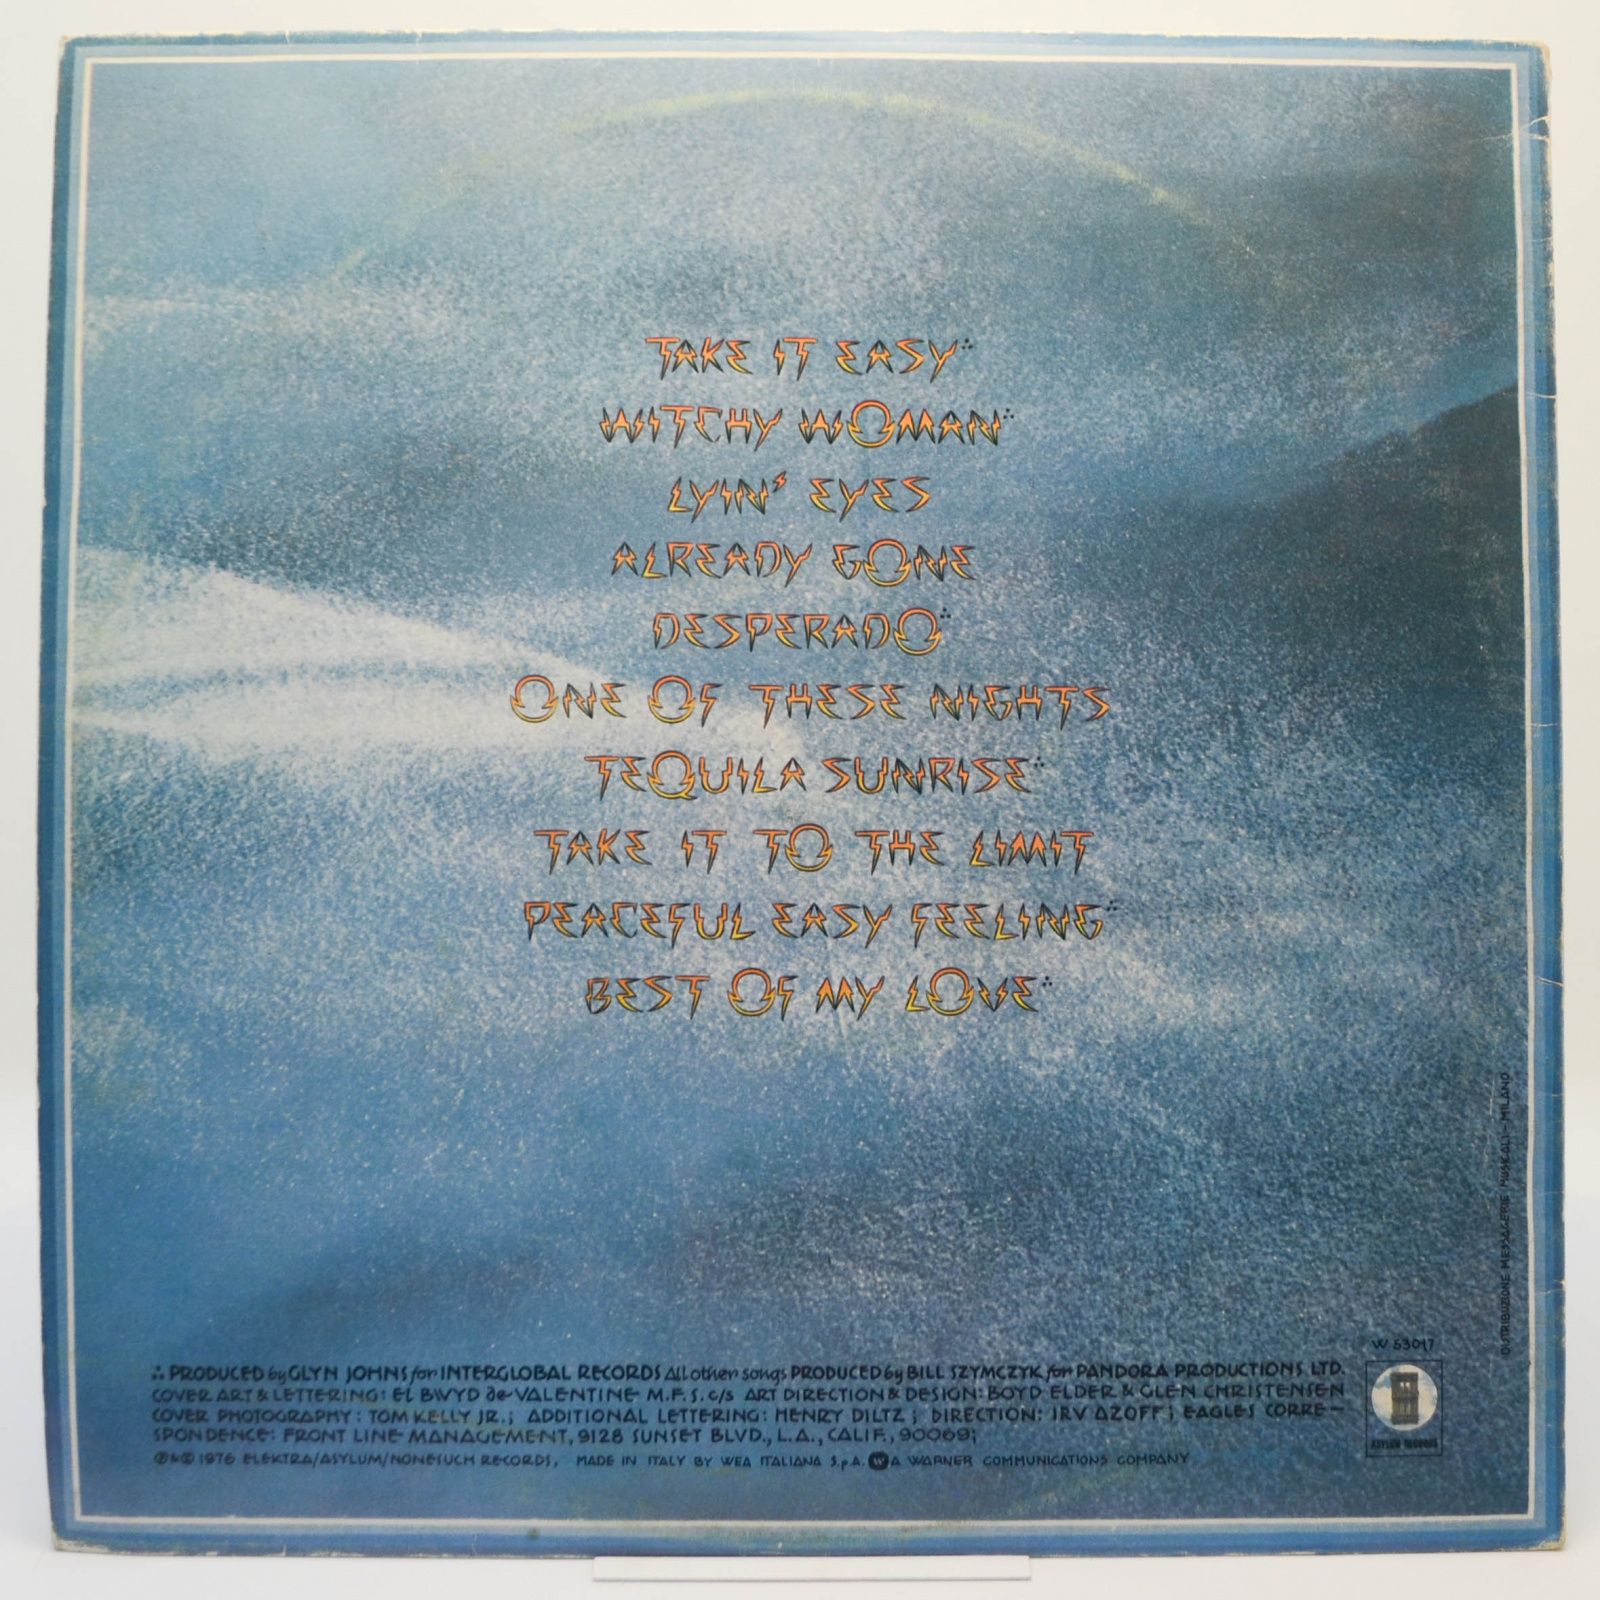 TAKE IT EASY∴
WITCHY WOMAN∴
LYIN' EYES
ALREADY GONE
DESPERADO∴
ONE OF THESE NIGHTS
TEQUILA SUNRISE∴
TAKE IT TO THE LIMIT
PEACEFUL EASY FEELING∴
BEST OF MY LOVE∴
DISTRIBUZIONE MESSAGERIE MUSICALI - MILANO
W 53017
∴ PRODUCED by GLYN JOHNS for INTERGLOBAL RECORDS All other songs PRODUCED by BILL SZYMCZYK for PANDORA PRODUCTIONS LTD.
COVER ART & LETTERING: EL BWYD de VALENTINE M.F.S. c/s ART DIRECTION & DESIGN: BOYD ELDER & GLEN CHRISTENSEN
COVER PHOTOGRAPHY: TOM KELLY JR.; ADDITIONAL LETTERING: HENRY DILTZ; DIRECTION: IRV AZOFF; EAGLES CORRE-
SPONDENCE: FRONT LINE MANAGEMENT, 9128 SUNSET BLVD., L.A., CALIF., 90069;
Ⓟ&© 1976 ELEKTRA/ASYLUM/NONESUCH RECORDS, MADE IN ITALY BY WEA ITALIANA S.p.A. W A WARNER COMMUNICATIONS COMPANY
ASYLUM RECORDS